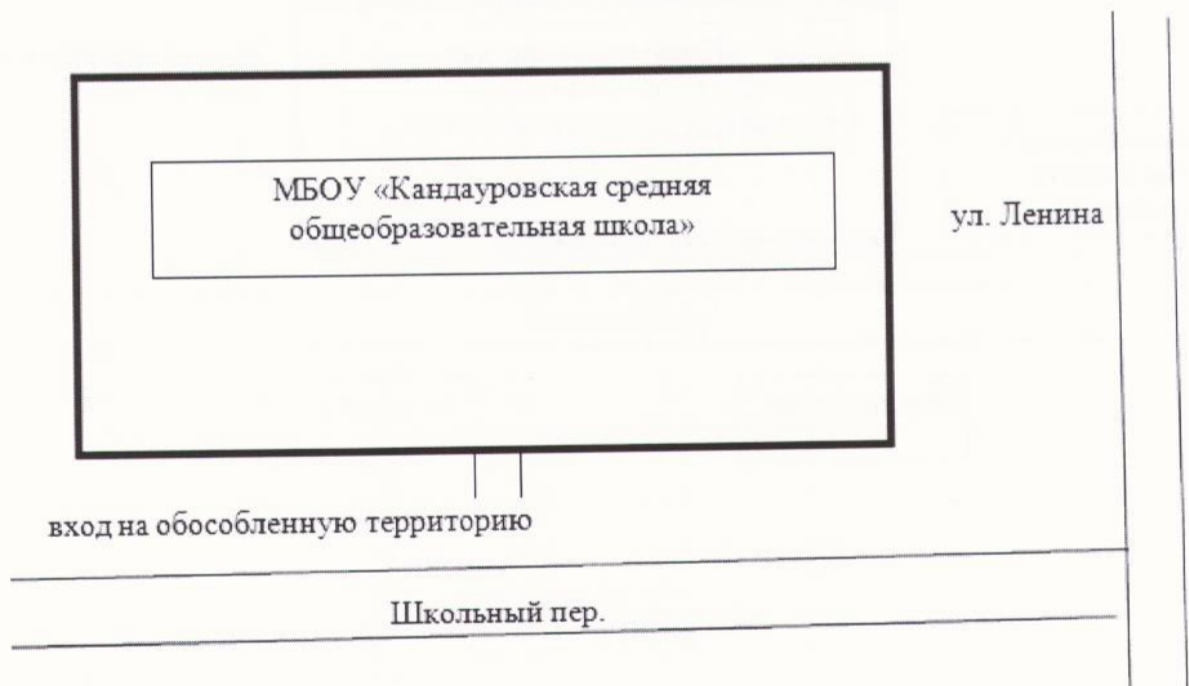 МБОУ «Кандауровская средняя
общеобразовательная школа»
ул. Ленина
вход на обособленную территорию
Школьный пер.